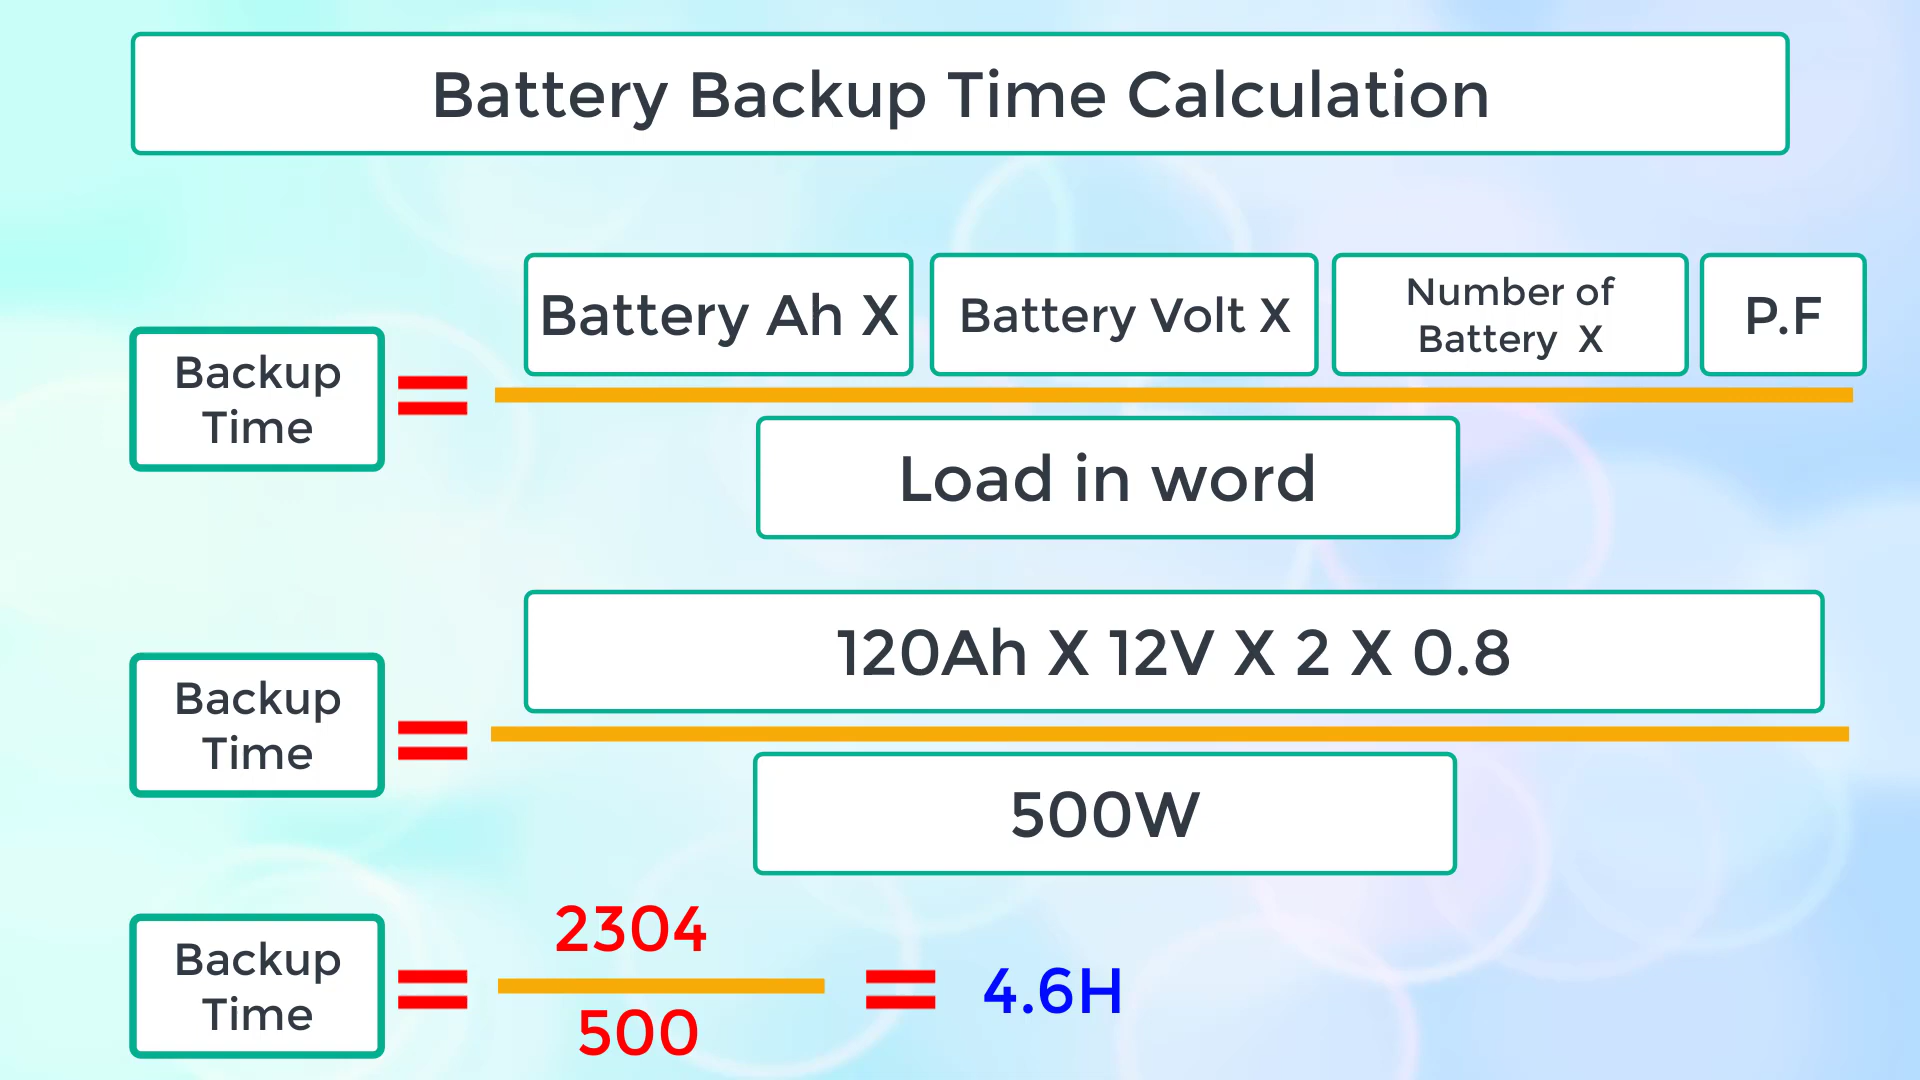 Battery Backup Time Calculation
Battery Ah X Battery Volt X Number of Battery X P.F
Backup
Time
=
Load in word
120Ah X 12V X 2 X 0.8
Backup
Time
=
500W
2304
Backup
Time
= = 4.6H
500